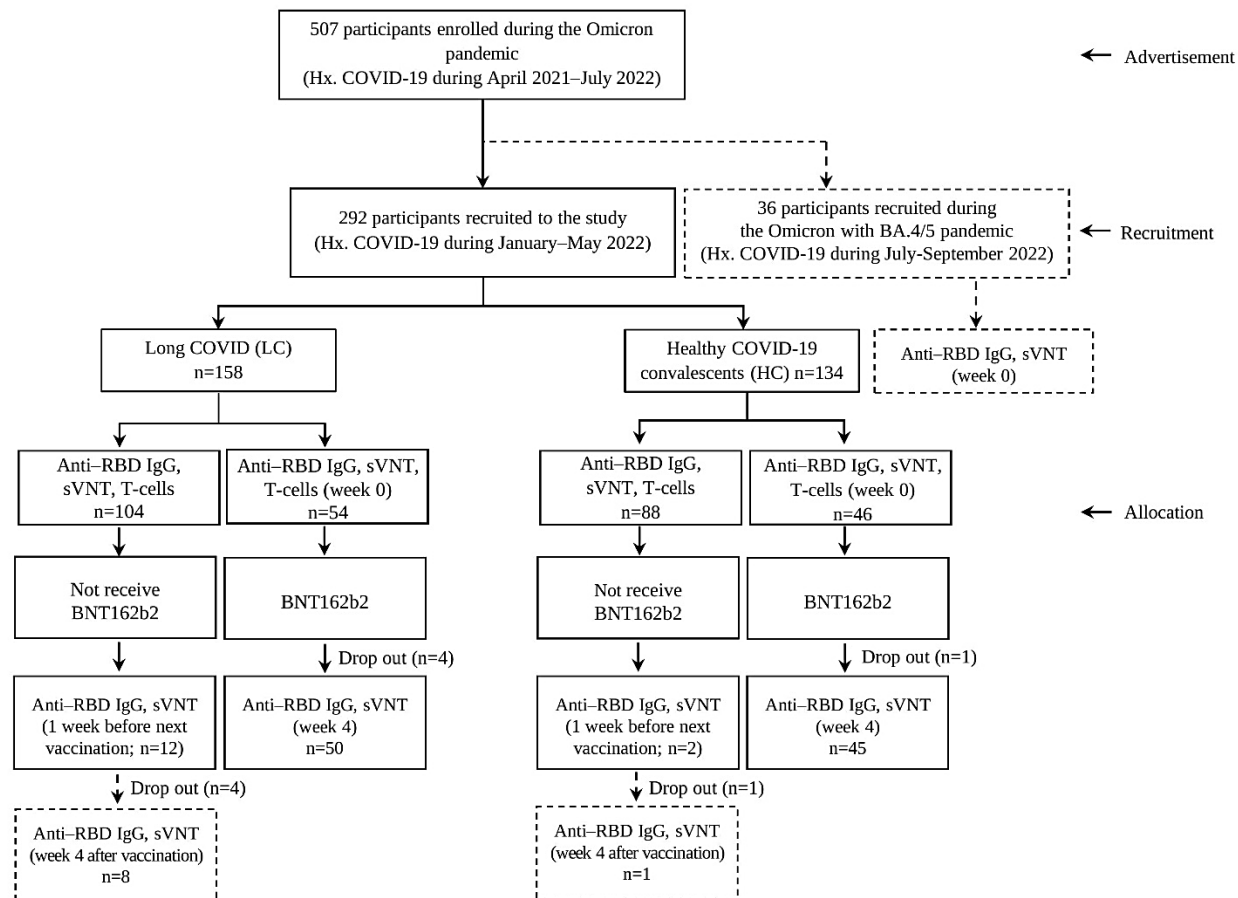 507 participants enrolled during the Omicron
pandemic
(Hx. COVID-19 during April 2021–July 2022)
Advertisement
292 participants recruited to the study
(Hx. COVID-19 during January–May 2022)
36 participants recruited during
the Omicron with BA.4/5 pandemic
(Hx. COVID-19 during July-September 2022)
Recruitment
Long COVID (LC)
n=158
Healthy COVID-19
convalescents (HC) n=134
Anti–RBD IgG, sVNT
(week 0)
Anti–RBD IgG,
sVNT, T-cells
n=104
Anti–RBD IgG, sVNT,
T-cells (week 0)
n=54
Anti–RBD IgG,
sVNT, T-cells
n=88
Anti–RBD IgG, sVNT,
T-cells (week 0)
n=46
Allocation
Not receive
BNT162b2
BNT162b2
Not receive
BNT162b2
BNT162b2
Drop out (n=4)
Drop out (n=1)
Anti–RBD IgG, sVNT
(1 week before next
vaccination; n=12)
Anti–RBD IgG, sVNT
(week 4)
n=50
Anti–RBD IgG, sVNT
(1 week before next
vaccination; n=2)
Anti–RBD IgG, sVNT
(week 4)
n=45
Drop out (n=4)
Drop out (n=1)
Anti–RBD IgG, sVNT
(week 4 after vaccination)
n=8
Anti–RBD IgG, sVNT
(week 4 after vaccination)
n=1